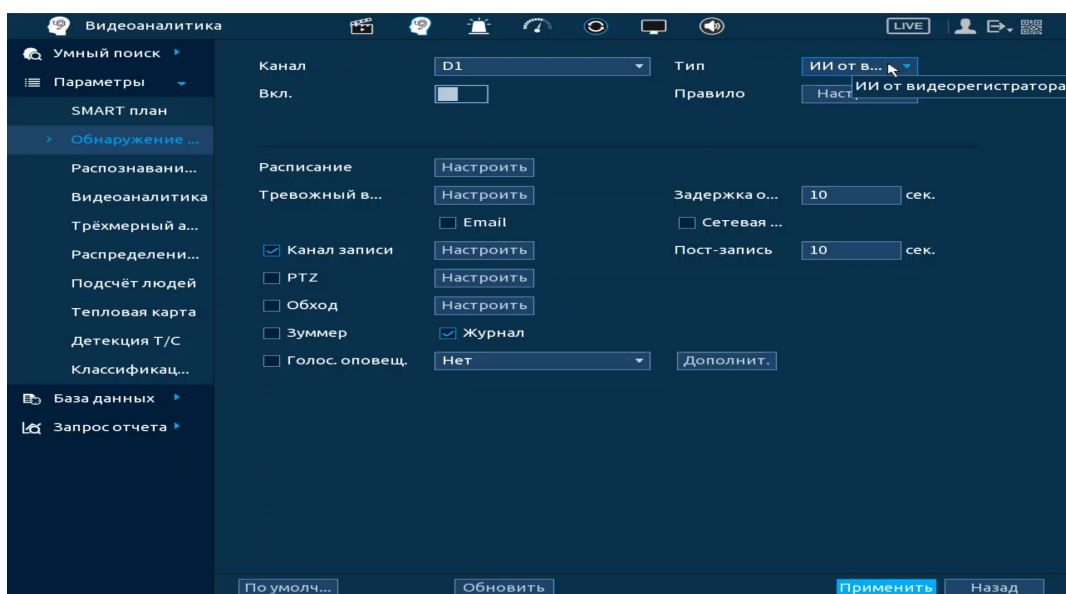 Видеоаналитика
LIVE
Умный поиск
Параметры
SMART план
Обнаружение ...
Распознавани...
Видеоаналитика
Трёхмерный а...
Распределени...
Подсчёт людей
Тепловая карта
Детекция Т/С
Классификац...
База данных
Запрос отчета
Канал D1 Тип ИИ от в...
ИИ от видеорегистратора
Вкл. Правило Наст
Расписание Настроить
Тревожный в... Настроить Задержка о... 10 сек.
Email Сетевая ...
Канал записи Настроить Пост-запись 10 сек.
PTZ Настроить
Обход Настроить
Зуммер Журнал
Голос. оповещ. Нет Дополнит.
По умолч... Обновить Применить Назад